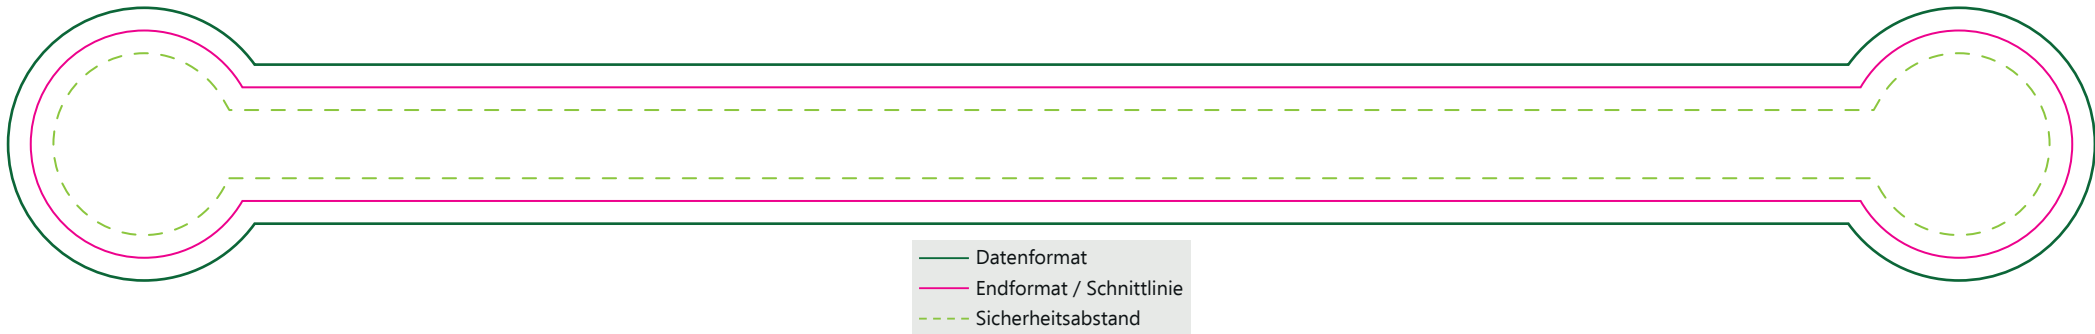 Datenformat
Endformat / Schnittlinie
Sicherheitsabstand